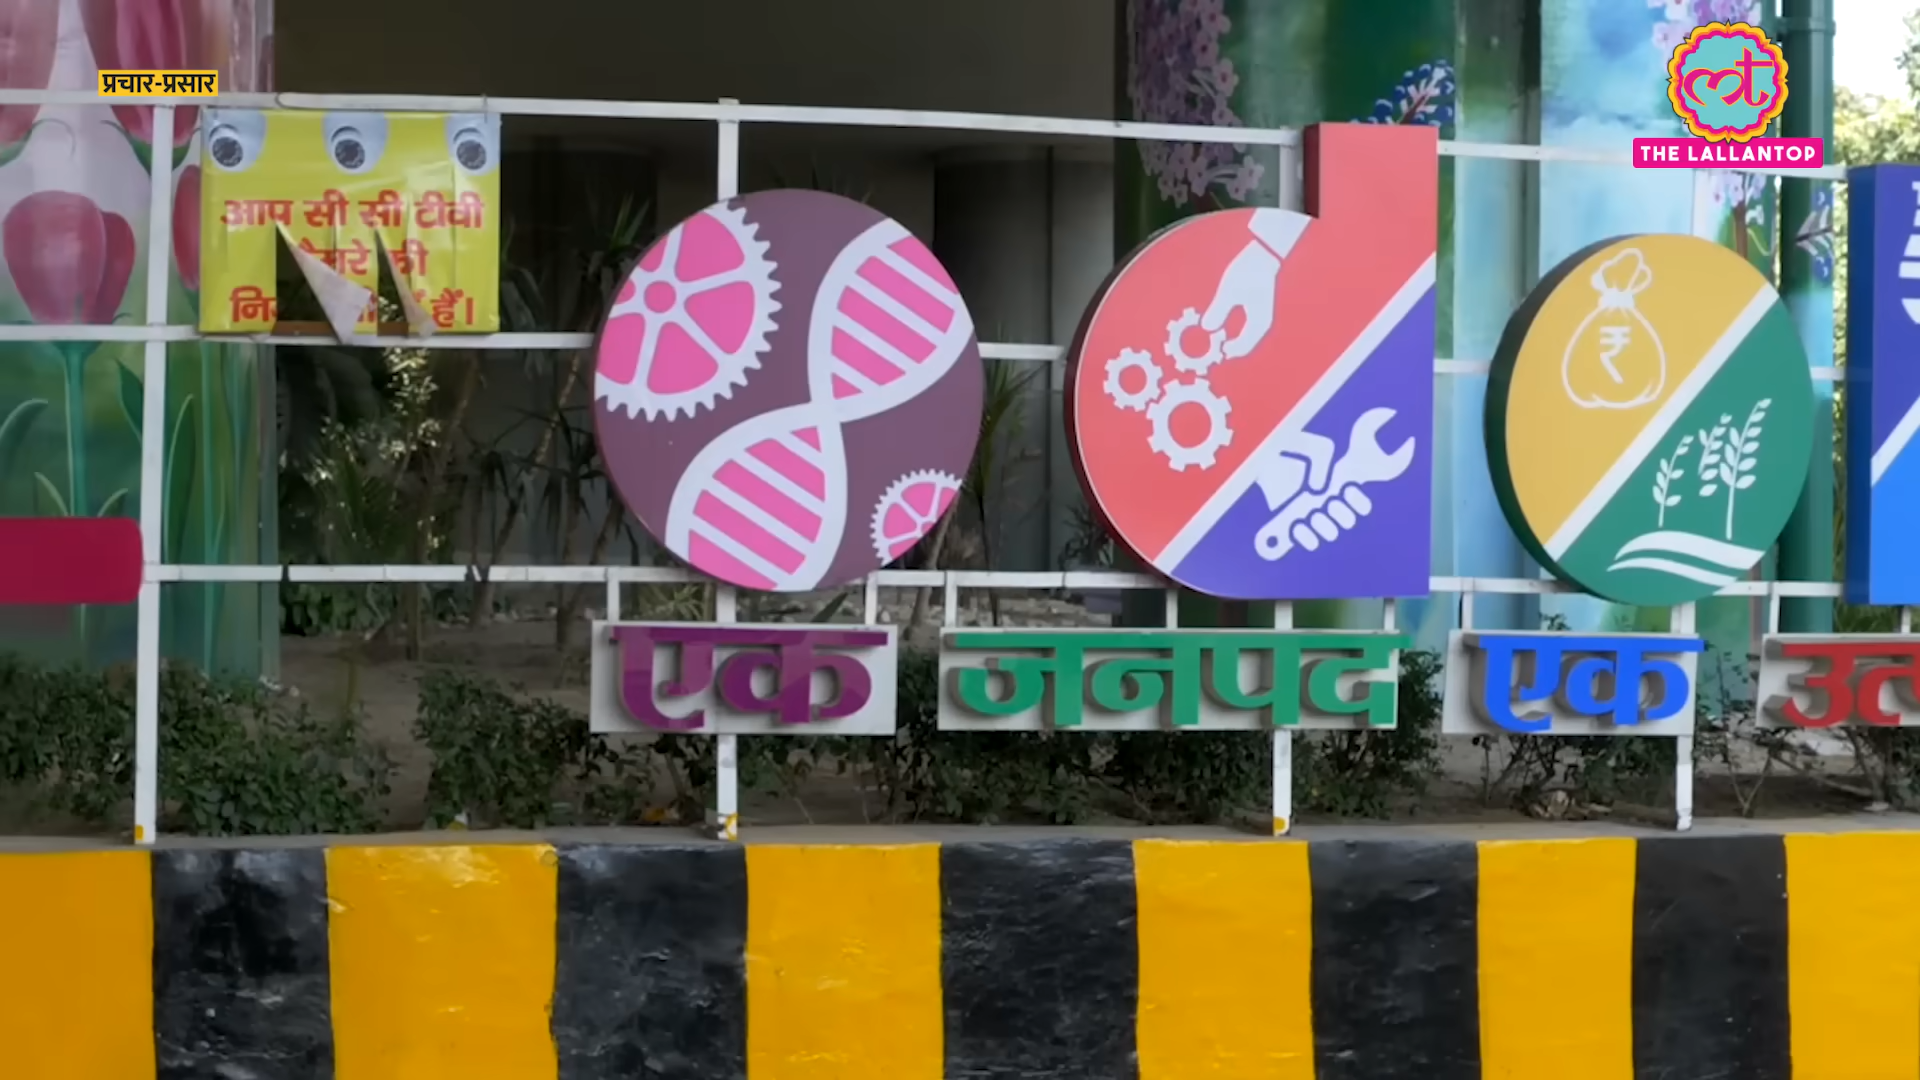 प्रचार-प्रसार
THE LALLANTOP
आप सी सी टीवी
की
हैं।
एक जनपद एक